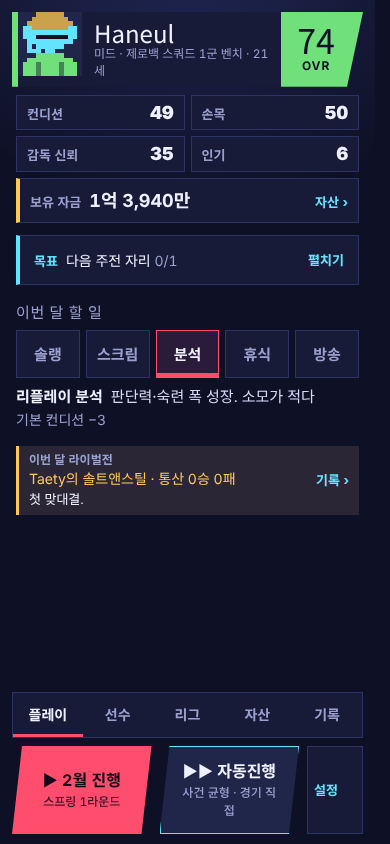 Haneul
미드 · 제로백 스쿼드 1군 벤치 · 21
세
74
OVR
컨디션 49
손목 50
감독 신뢰 35
인기 6
보유 자금 1억 3,940만 자산 ›
목표 다음 주전 자리 0/1 펼치기
이번 달 할 일
솔랭 스크림 분석 휴식 방송
리플레이 분석 판단력·숙련 폭 성장. 소모가 적다
기본 컨디션 −3
이번 달 라이벌전
Taety의 솔트앤스틸 · 통산 0승 0패
첫 맞대결.
기록 ›
플레이 선수 리그 자산 기록
▶ 2월 진행
스프링 1라운드
▶▶ 자동진행
사건 균형 · 경기 직
접
설정